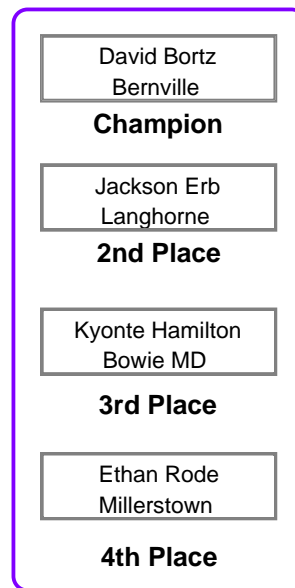 David Bortz
Bernville
Champion
Jackson Erb
Langhorne
2nd Place
Kyonte Hamilton
Bowie MD
3rd Place
Ethan Rode
Millerstown
4th Place